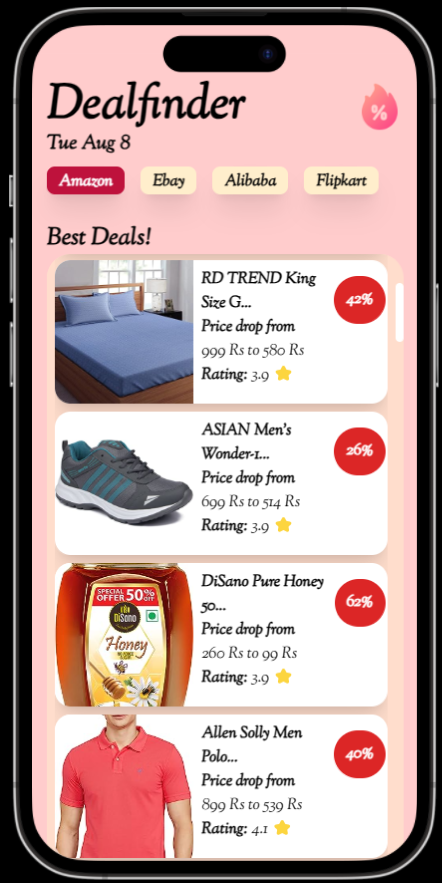 Dealfinder
%
Tue Aug 8
Amazon
Ebay
Alibaba
Flipkart
Best Deals!
RD TREND King
Size G...
42%
Price drop from
999 Rs to 580 Rs
Rating: 3.9
ASIAN Men's
Wonder-1...
26%
Price drop from
699 Rs to 514 Rs
Rating: 3.9
SPECIAL
OFFER 50% OFF
DiSano
Honey
DiSano Pure Honey
50...
62%
Price drop from
260 Rs to 99 Rs
Rating: 3.9
Allen Solly Men
Polo...
40%
Price drop from
899 Rs to 539 Rs
Rating: 4.1